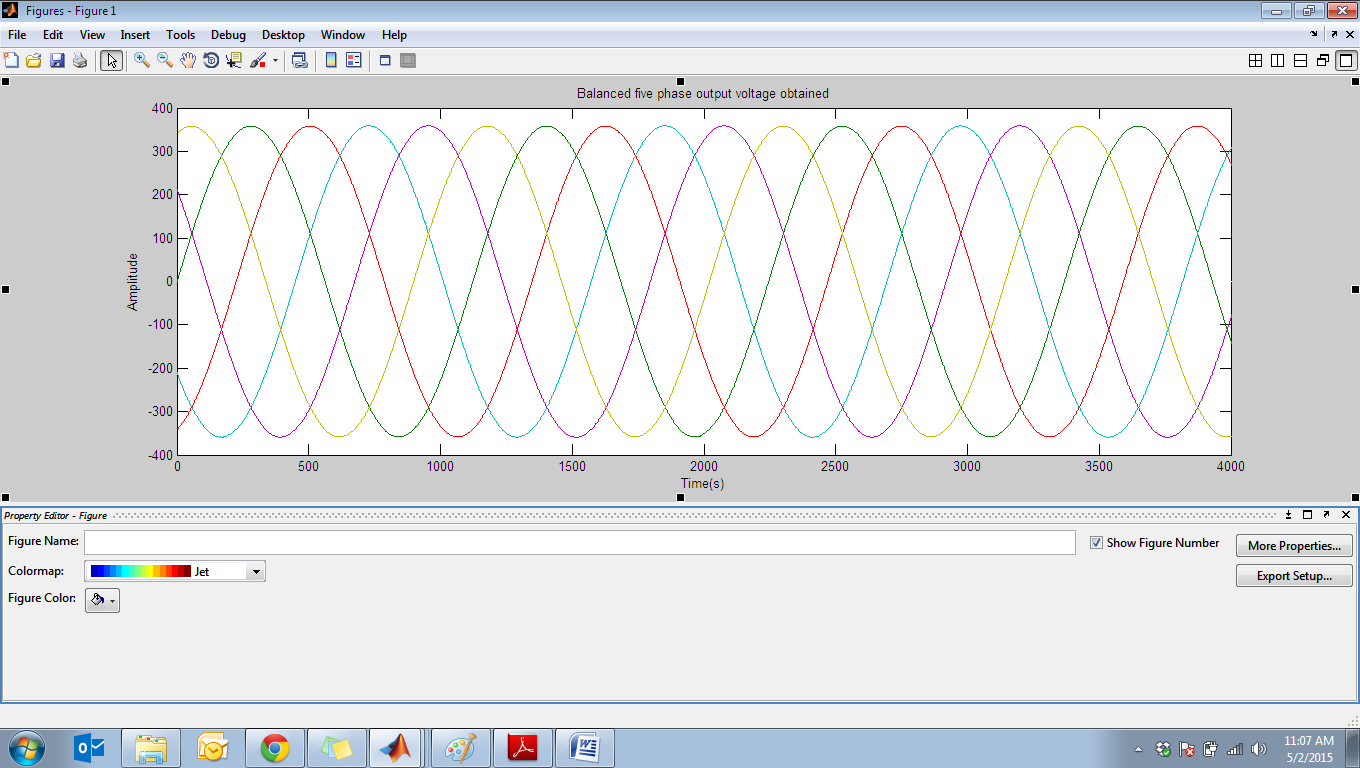 Figures - Figure 1
File Edit View Insert Tools Debug Desktop Window Help
Balanced five phase output voltage obtained
400
300
200
100
0
-100
-200
-300
-400
Amplitude
0 500 1000 1500 2000 2500 3000 3500 4000
Time(s)
Property Editor - Figure
Figure Name: Show Figure Number More Properties...
Colormap: Jet Export Setup...
Figure Color:
11:07 AM
5/2/2015